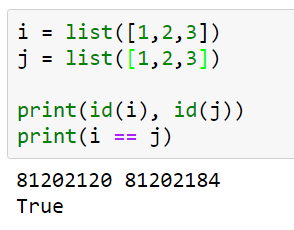 i = list([1,2,3])
j = list([1,2,3])
print(id(i), id(j))
print(i == j)
81202120 81202184
True